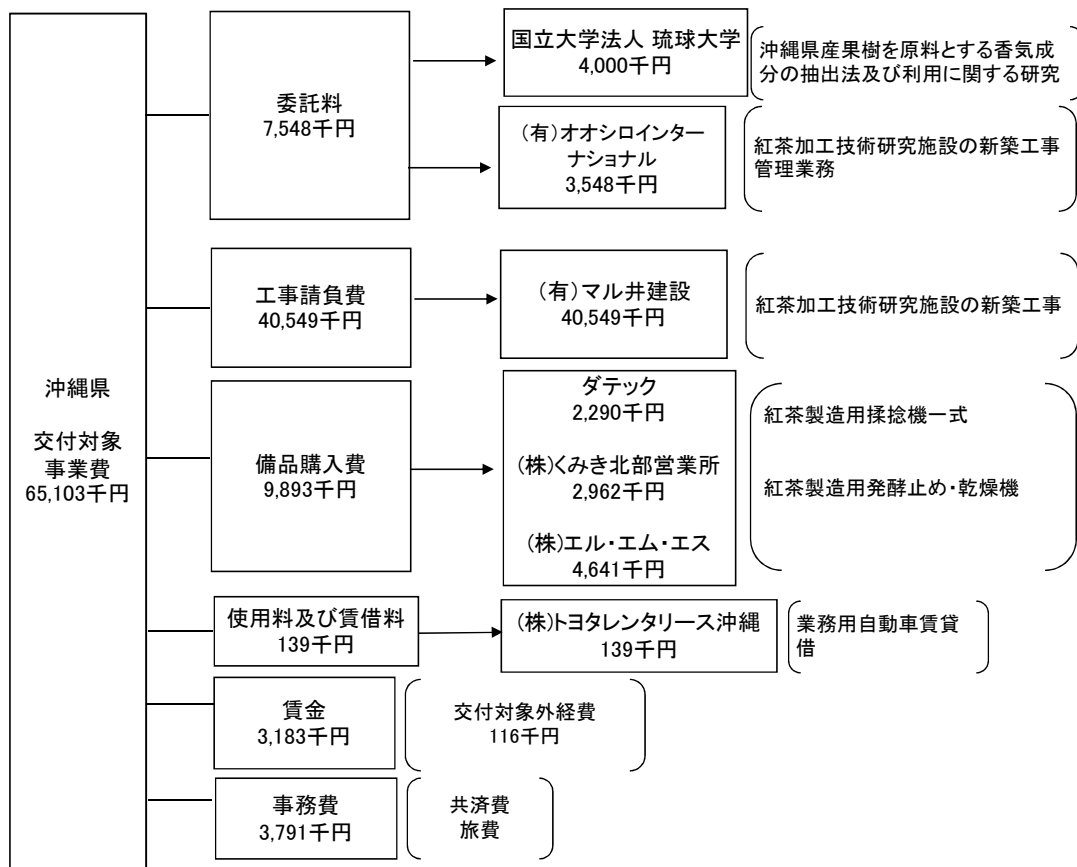 沖縄県
交付対象
事業費
65,103千円
委託料
7,548千円
国立大学法人 琉球大学
4,000千円
沖縄県産果樹を原料とする香気成
分の抽出法及び利用に関する研究
(有)オオシロインター
ナショナル
3,548千円
紅茶加工技術研究施設の新築工事
管理業務
工事請負費
40,549千円
(有)マル井建設
40,549千円
紅茶加工技術研究施設の新築工事
備品購入費
9,893千円
ダテック
2,290千円
(株)くみき北部営業所
2,962千円
(株)エル・エム・エス
4,641千円
紅茶製造用揉捻機一式
紅茶製造用発酵止め・乾燥機
使用料及び賃借料
139千円
(株)トヨタレンタリース沖縄
139千円
業務用自動車賃貸
借
賃金
3,183千円
交付対象外経費
116千円
事務費
3,791千円
共済費
旅費